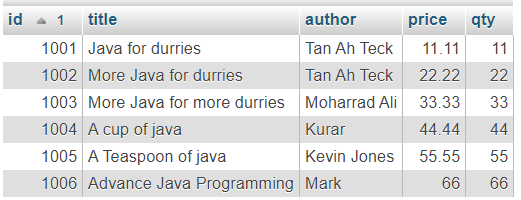 id 1 title author price qty
1001 Java for durries Tan Ah Teck 11.11 11
1002 More Java for durries Tan Ah Teck 22.22 22
1003 More Java for more durries Moharrad Ali 33.33 33
1004 A cup of java Kurar 44.44 44
1005 A Teaspoon of java Kevin Jones 55.55 55
1006 Advance Java Programming Mark 66 66